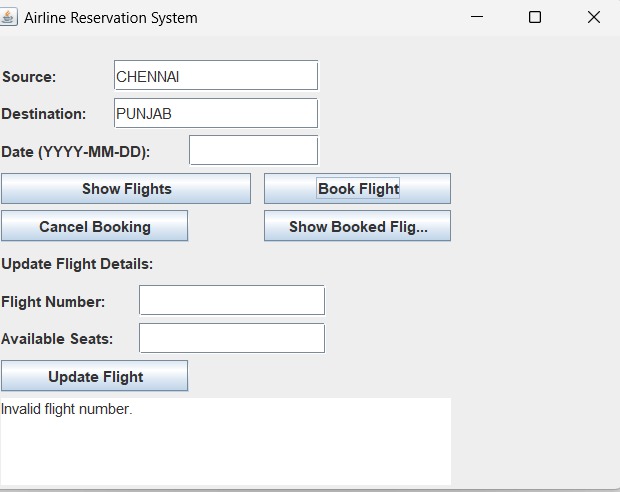 Airline Reservation System
Source: CHENNAI
Destination: PUNJAB
Date (YYYY-MM-DD):
Show Flights Book Flight
Cancel Booking Show Booked Flig...
Update Flight Details:
Flight Number:
Available Seats:
Update Flight
Invalid flight number.